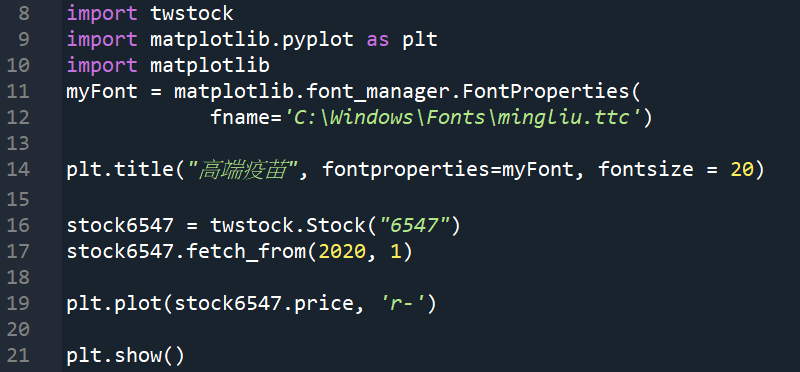 8 import twstock
9 import matplotlib.pyplot as plt
10 import matplotlib
11 myFont = matplotlib.font_manager.FontProperties(
12             fname='C:\Windows\Fonts\mingliu.ttc')
13
14 plt.title("高端疫苗", fontproperties=myFont, fontsize = 20)
15
16 stock6547 = twstock.Stock("6547")
17 stock6547.fetch_from(2020, 1)
18
19 plt.plot(stock6547.price, 'r-')
20
21 plt.show()